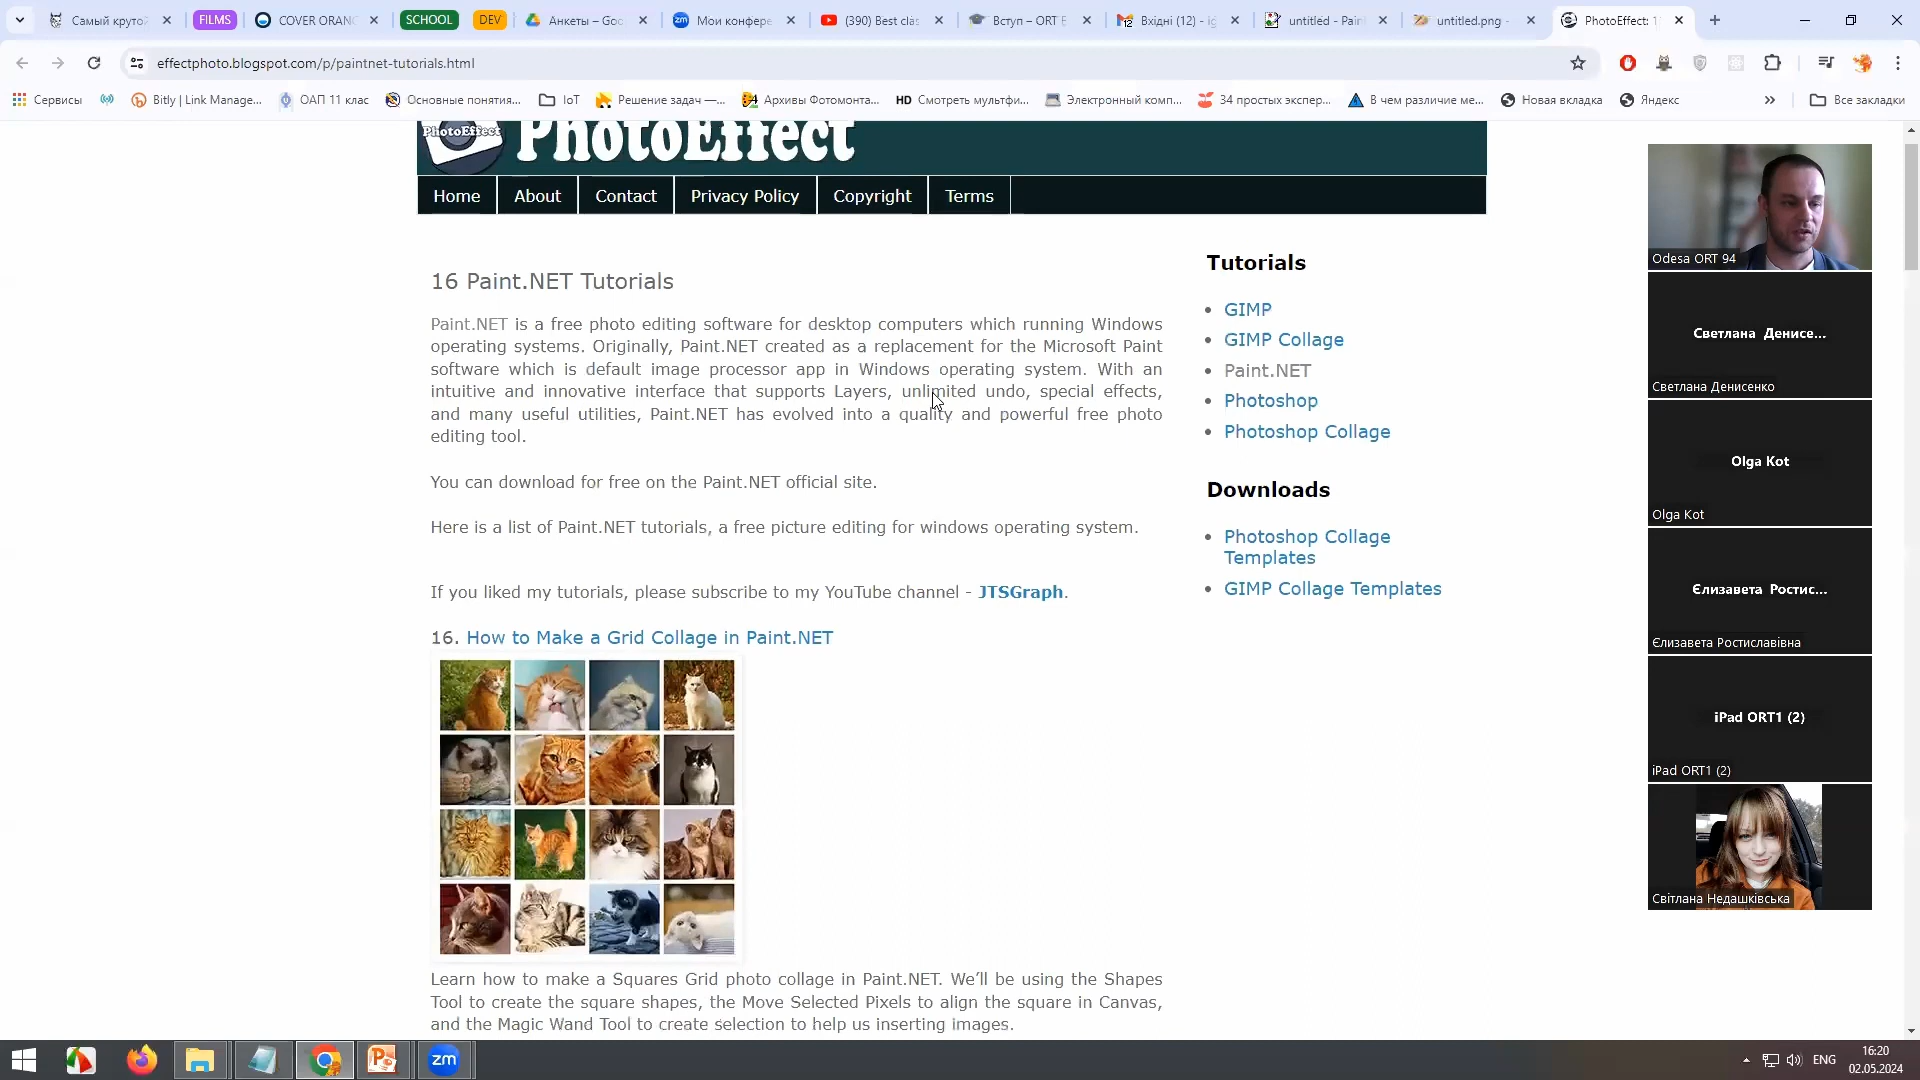 Самый круто
FILMS
COVER ORAN
SCHOOL
DEV
Анкеты – Goo
Мои конфере
(390) Best clas
Вступ – ORT E
Вхідні (12) - ig
untitled - Pain
untitled.png -
PhotoEffect: 1
effectphoto.blogspot.com/p/paintnet-tutorials.html
Сервисы
Bitly | Link Manage...
ОАП 11 клас
Основные понятия...
IoT
Решение задач —...
Архивы Фотомонта...
HD Смотреть мультфи...
Электронный комп...
34 простых экспер...
В чем различие ме...
Новая вкладка
Яндекс
»
Все закладки
PhotoEffect
PhotoEffect
Home
About
Contact
Privacy Policy
Copyright
Terms
16 Paint.NET Tutorials
Paint.NET is a free photo editing software for desktop computers which running Windows
operating systems. Originally, Paint.NET created as a replacement for the Microsoft Paint
software which is default image processor app in Windows operating system. With an
intuitive and innovative interface that supports Layers, unlimited undo, special effects,
and many useful utilities, Paint.NET has evolved into a quality and powerful free photo
editing tool.
You can download for free on the Paint.NET official site.
Here is a list of Paint.NET tutorials, a free picture editing for windows operating system.
If you liked my tutorials, please subscribe to my YouTube channel - JTSGraph.
16. How to Make a Grid Collage in Paint.NET
Learn how to make a Squares Grid photo collage in Paint.NET. We’ll be using the Shapes
Tool to create the square shapes, the Move Selected Pixels to align the square in Canvas,
and the Magic Wand Tool to create selection to help us inserting images.
Tutorials
• GIMP
• GIMP Collage
• Paint.NET
• Photoshop
• Photoshop Collage
Downloads
• Photoshop Collage
Templates
• GIMP Collage Templates
Odesa ORT 94
Светлана Денисе...
Светлана Денисенко
Olga Kot
Olga Kot
Єлизавета Ростис...
Єлизавета Ростиславівна
iPad ORT1 (2)
iPad ORT1 (2)
Світлана Недашківська
zm
ENG
16:20
02.05.2024